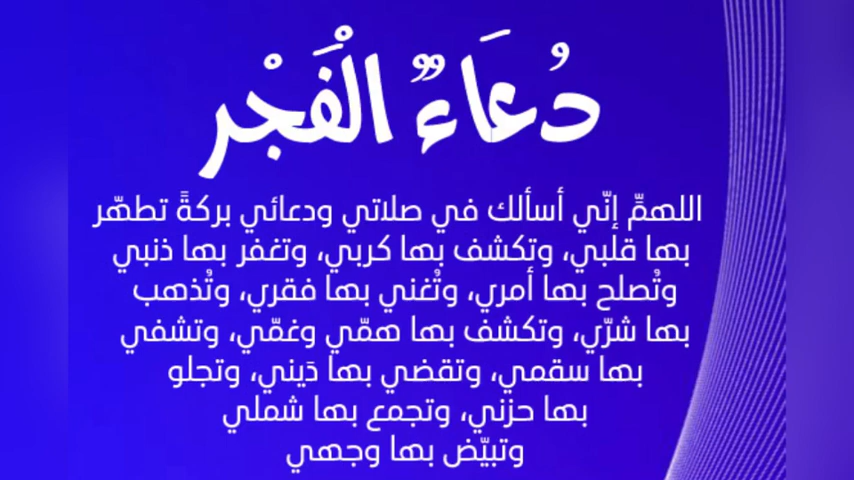 دُعَاءٌ الْفَجْر
اللهمِّ إنّي أسألك في صلاتي ودعائي بركةً تطهّر
بها قلبي، وتكشف بها كربي، وتغفر بها ذنبي
وتُصلح بها أمري، وتُغني بها فقري، وتُذهب
بها شرّي، وتكشف بها همّي وغمّي، وتشفي
بها سقمي، وتقضي بها دَيني، وتجلو
بها حزني، وتجمع بها شملي
وتبيّض بها وجهي